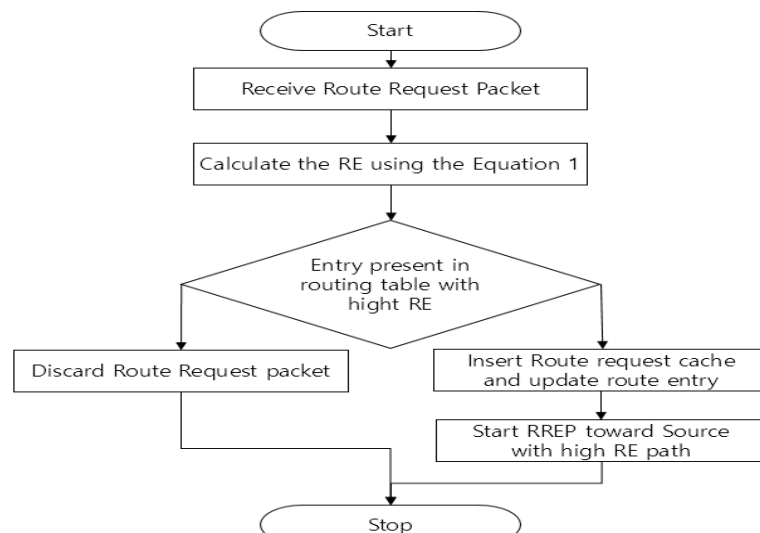 Start
Receive Route Request Packet
Calculate the RE using the Equation 1
Entry present in
routing table with
hight RE
Discard Route Request packet
Insert Route request cache
and update route entry
Start RREP toward Source
with high RE path
Stop